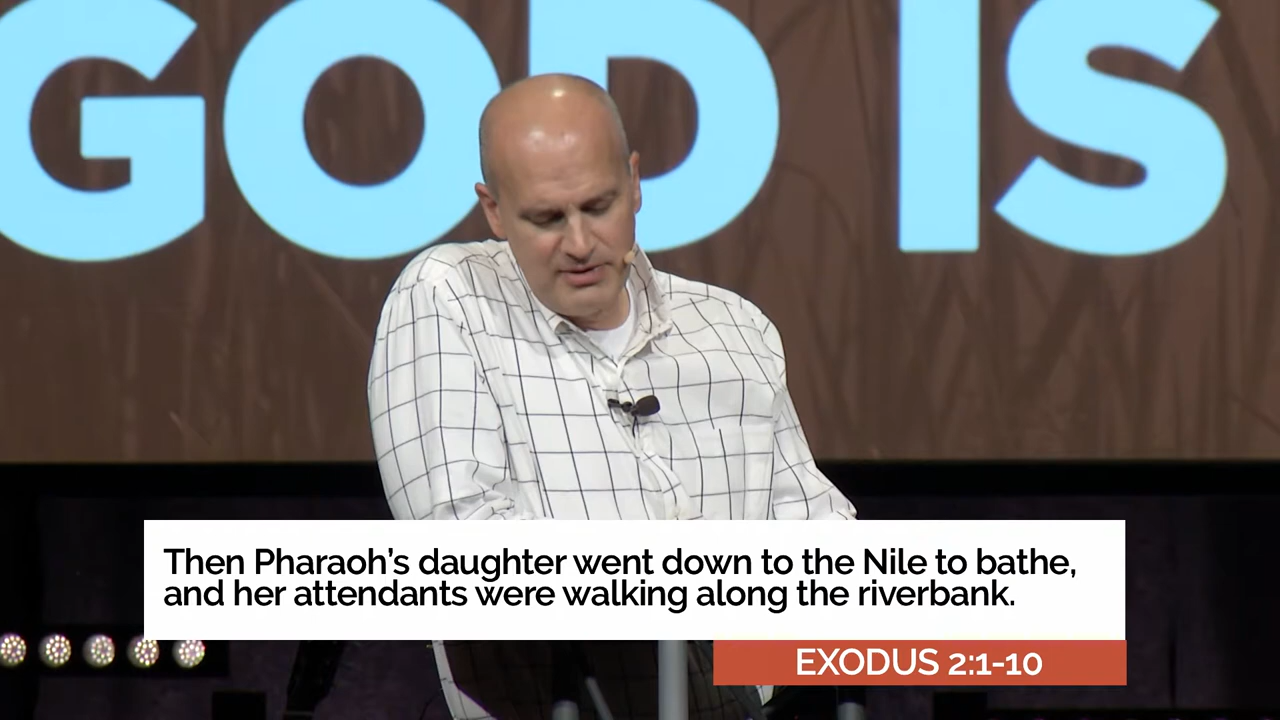 GOD IS
Then Pharaoh's daughter went down to the Nile to bathe,
and her attendants were walking along the riverbank.
EXODUS 2:1-10